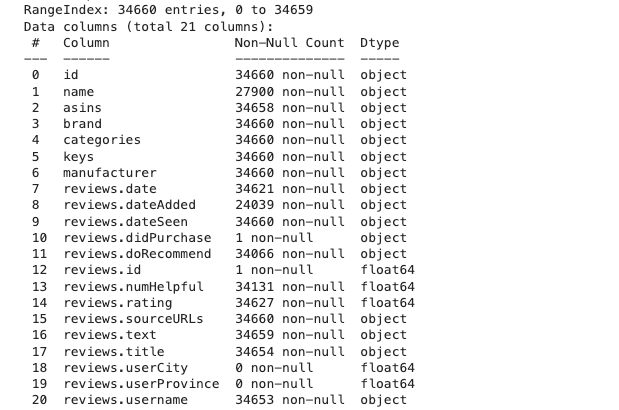 RangeIndex: 34660 entries, 0 to 34659
Data columns (total 21 columns):
 #   Column                Non-Null Count  Dtype
---  ------                --------------  -----
 0   id                    34660 non-null  object
 1   name                  27900 non-null  object
 2   asins                 34658 non-null  object
 3   brand                 34660 non-null  object
 4   categories            34660 non-null  object
 5   keys                  34660 non-null  object
 6   manufacturer          34660 non-null  object
 7   reviews.date          34621 non-null  object
 8   reviews.dateAdded     24039 non-null  object
 9   reviews.dateSeen      34660 non-null  object
 10  reviews.didPurchase   1 non-null      object
 11  reviews.doRecommend   34066 non-null  object
 12  reviews.id            1 non-null      float64
 13  reviews.numHelpful    34131 non-null  float64
 14  reviews.rating        34627 non-null  float64
 15  reviews.sourceURLs    34660 non-null  object
 16  reviews.text          34659 non-null  object
 17  reviews.title         34654 non-null  object
 18  reviews.userCity      0 non-null      float64
 19  reviews.userProvince  0 non-null      float64
 20  reviews.username      34653 non-null  object